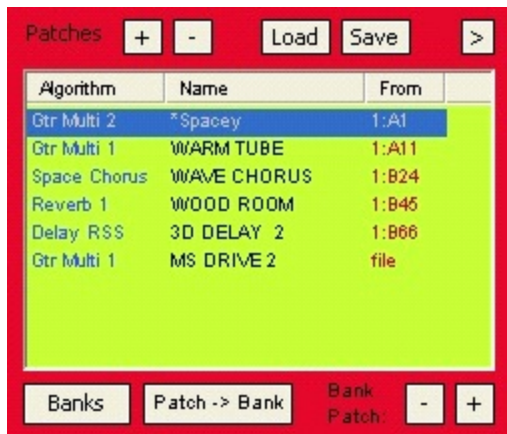 Patches + - Load Save >
Algorithm Name From
Gtr Multi 2 *Spacey 1:A1
Gtr Multi 1 WARM TUBE 1:A11
Space Chorus WAVE CHORUS 1:B24
Reverb 1 WOOD ROOM 1:B45
Delay RSS 3D DELAY 2 1:B66
Gtr Multi 1 MS DRIVE 2 file
Banks Patch -> Bank Bank Patch: - +